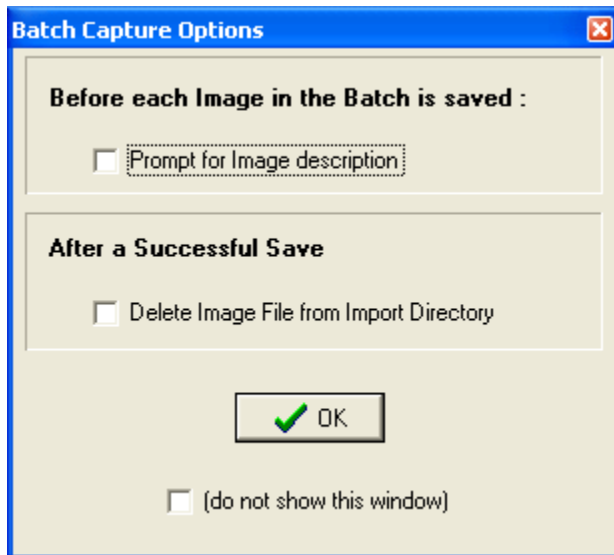 Batch Capture Options
Before each Image in the Batch is saved :
Prompt for Image description
After a Successful Save
Delete Image File from Import Directory
OK
(do not show this window)